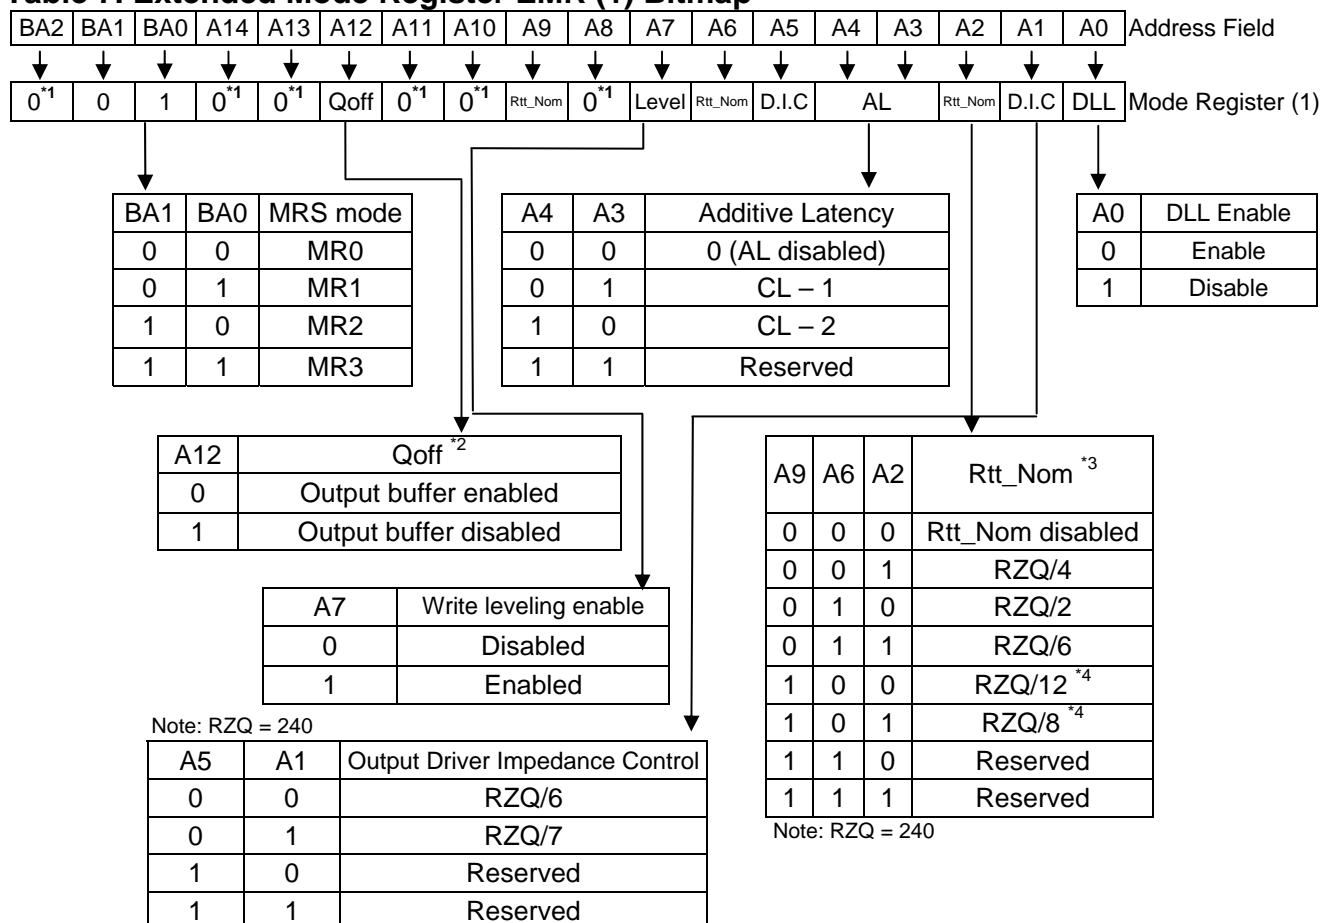 Table 7. Extended Mode Register EMR (1) Bitmap
BA2 BA1 BA0 A14 A13 A12 A11 A10 A9 A8 A7 A6 A5 A4 A3 A2 A1 A0 Address Field
0*1 0 1 0*1 0*1 Qoff 0*1 0*1 Rtt_Nom 0*1 Level Rtt_Nom D.I.C AL Rtt_Nom D.I.C DLL Mode Register (1)
BA1 BA0 MRS mode
0 0 MR0
0 1 MR1
1 0 MR2
1 1 MR3
A4 A3 Additive Latency
0 0 0 (AL disabled)
0 1 CL – 1
1 0 CL – 2
1 1 Reserved
A0 DLL Enable
0 Enable
1 Disable
A12 Qoff *2
0 Output buffer enabled
1 Output buffer disabled
A9 A6 A2 Rtt_Nom *3
0 0 0 Rtt_Nom disabled
0 0 1 RZQ/4
0 1 0 RZQ/2
0 1 1 RZQ/6
1 0 0 RZQ/12 *4
1 0 1 RZQ/8 *4
1 1 0 Reserved
1 1 1 Reserved
Note: RZQ = 240
A7 Write leveling enable
0 Disabled
1 Enabled
Note: RZQ = 240
A5 A1 Output Driver Impedance Control
0 0 RZQ/6
0 1 RZQ/7
1 0 Reserved
1 1 Reserved